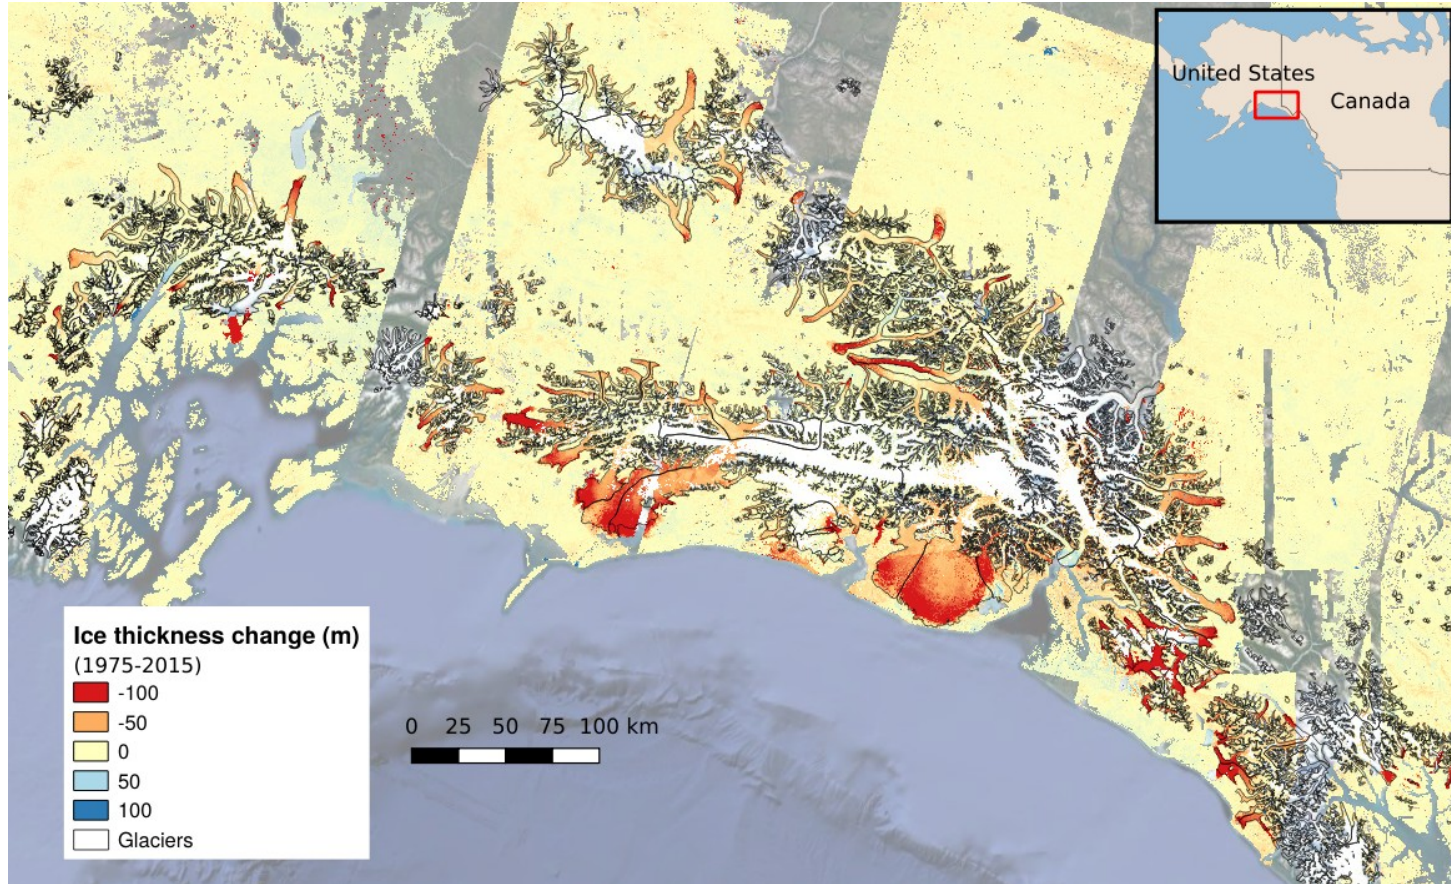 United States
Canada
Ice thickness change (m)
(1975-2015)
-100
-50
0
50
100
Glaciers
0 25 50 75 100 km